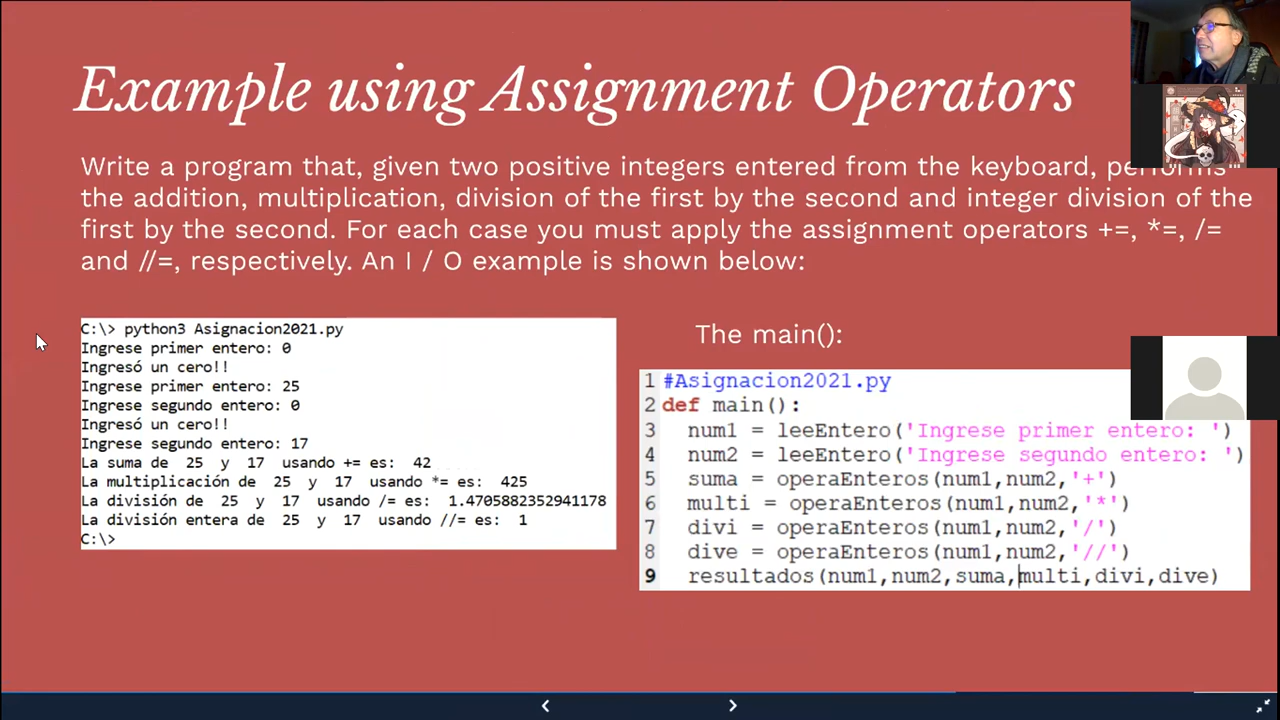 Example using Assignment Operators
Write a program that, given two positive integers entered from the keyboard, performs
the addition, multiplication, division of the first by the second and integer division of the
first by the second. For each case you must apply the assignment operators +=, *=, /=
and //=, respectively. An I / O example is shown below:
C:\> python3 Asignacion2021.py
Ingrese primer entero: 0
Ingresó un cero!!
Ingrese primer entero: 25
Ingrese segundo entero: 0
Ingresó un cero!!
Ingrese segundo entero: 17
La suma de  25  y  17  usando += es:  42
La multiplicación de  25  y  17  usando *= es:  425
La división de  25  y  17  usando /= es:  1.4705882352941178
La división entera de  25  y  17  usando //= es:  1
C:\>
The main():
1 #Asignacion2021.py
2 def main():
3   num1 = leeEntero('Ingrese primer entero: ')
4   num2 = leeEntero('Ingrese segundo entero: ')
5   suma = operaEnteros(num1,num2,'+')
6   multi = operaEnteros(num1,num2,'*')
7   divi = operaEnteros(num1,num2,'/')
8   dive = operaEnteros(num1,num2,'//')
9   resultados(num1,num2,suma,multi,divi,dive)